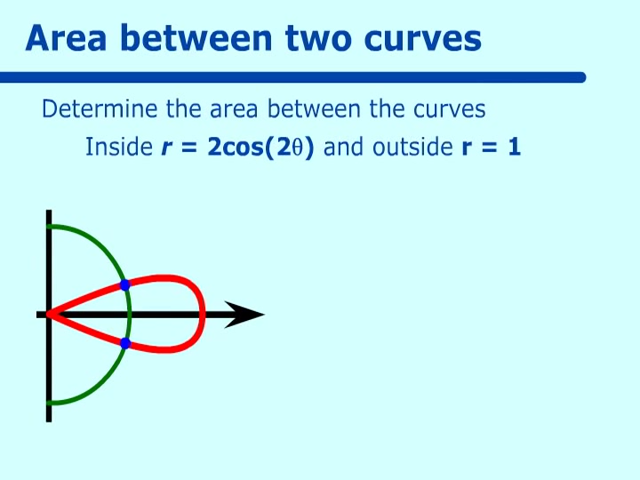 Area between two curves
Determine the area between the curves
Inside r = 2cos(2θ) and outside r = 1